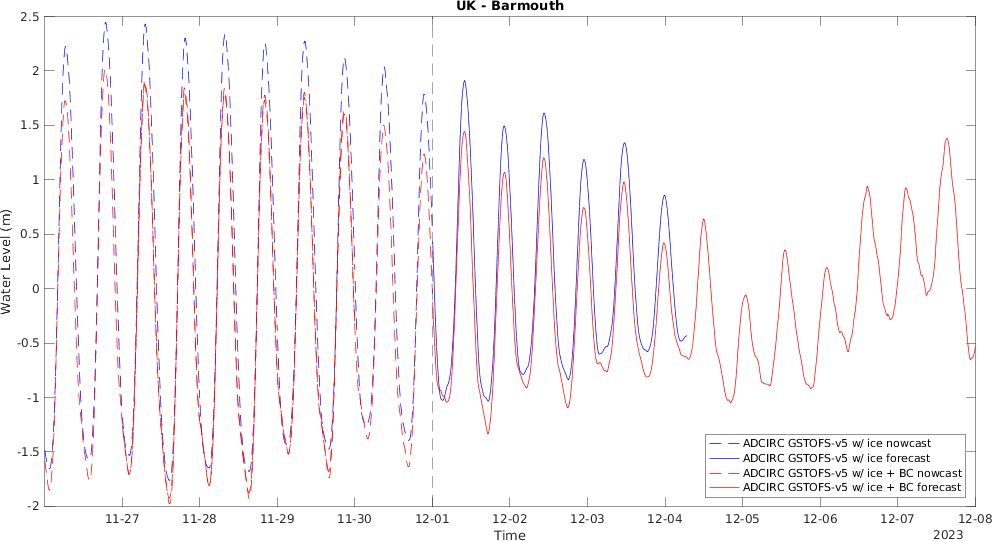 UK - Barmouth
Water Level (m)
2.5
2
1.5
1
0.5
0
-0.5
-1
-1.5
-2
ADCIRC GSTOFS-v5 w/ ice nowcast
ADCIRC GSTOFS-v5 w/ ice forecast
ADCIRC GSTOFS-v5 w/ ice + BC nowcast
ADCIRC GSTOFS-v5 w/ ice + BC forecast
11-27 11-28 11-29 11-30 12-01 12-02 12-03 12-04 12-05 12-06 12-07 12-08
Time
2023